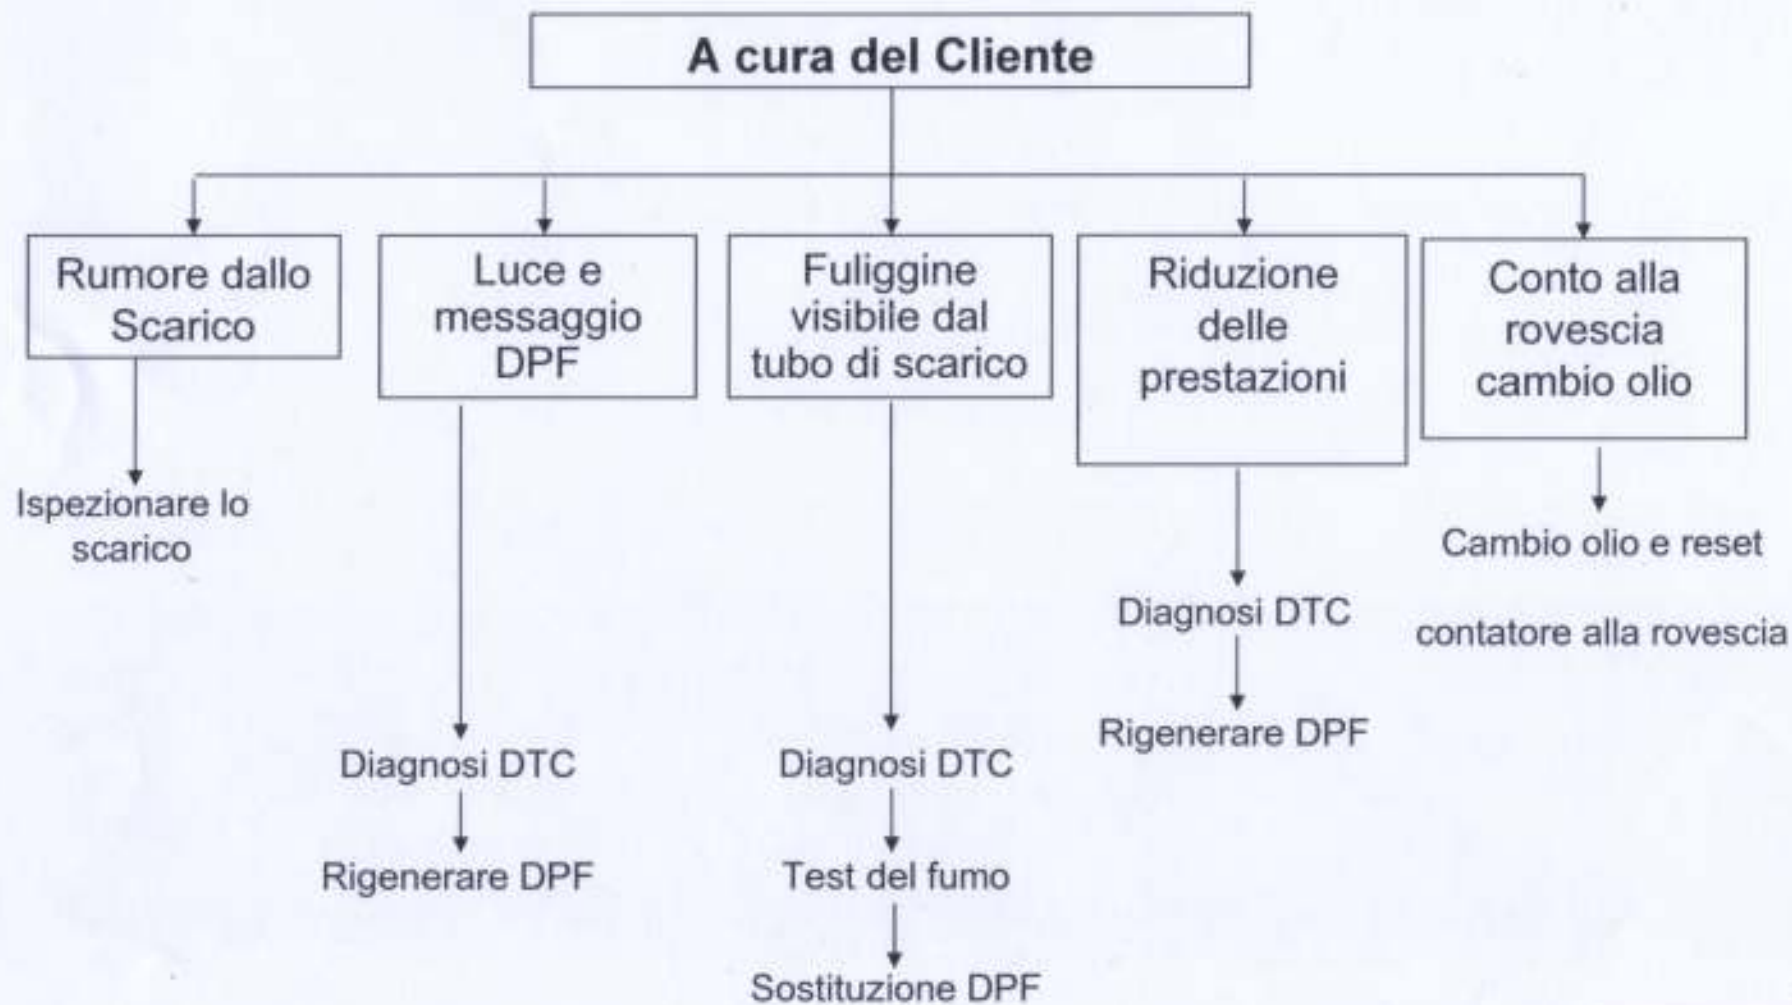 A cura del Cliente
Rumore dallo
Scarico
Ispezionare lo
scarico
Luce e
messaggio
DPF
Diagnosi DTC
Rigenerare DPF
Fuliggine
visibile dal
tubo di scarico
Diagnosi DTC
Test del fumo
Sostituzione DPF
Riduzione
delle
prestazioni
Diagnosi DTC
Rigenerare DPF
Conto alla
rovescia
cambio olio
Cambio olio e reset
contatore alla rovescia